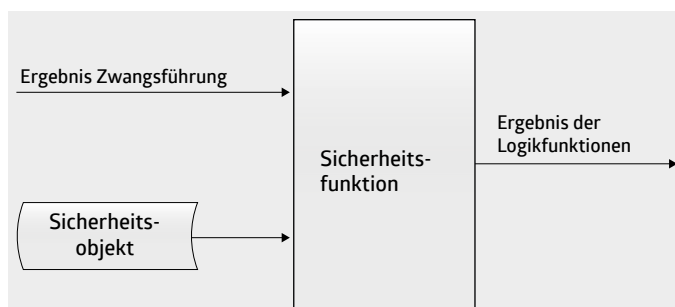 Ergebnis Zwangsführung
Sicherheits-
funktion
Ergebnis der
Logikfunktionen
Sicherheits-
objekt